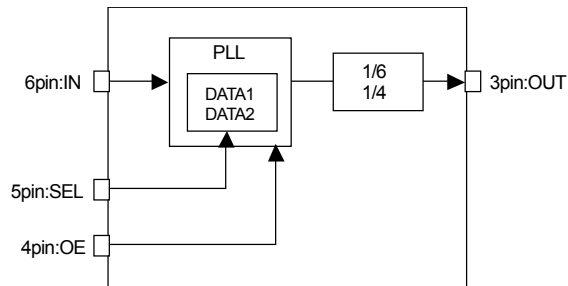 PLL
6pin:IN
DATA1
DATA2
1/6
1/4
3pin:OUT
5pin:SEL
4pin:OE